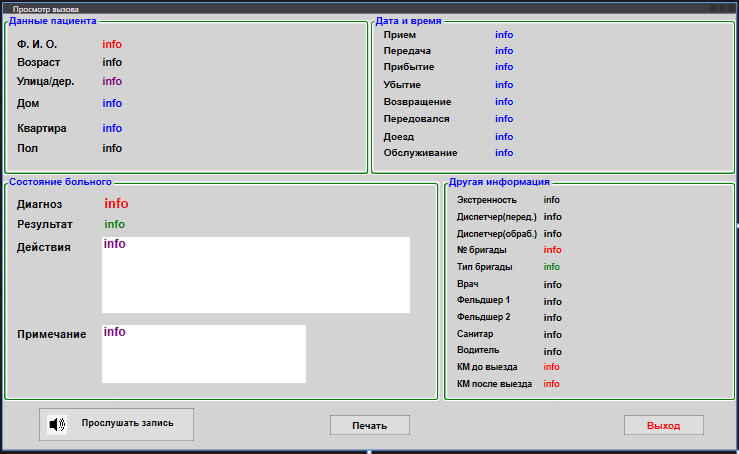 Просмотр вызова
Данные пациента
Ф. И. О. info
Возраст info
Улица/дер. info
Дом info
Квартира info
Пол info
Дата и время
Прием info
Передача info
Прибытие info
Убытие info
Возвращение info
Передовался info
Доезд info
Обслуживание info
Состояние больного
Диагноз info
Результат info
Действия info
Примечание info
Другая информация
Экстренность info
Диспетчер(перед.) info
Диспетчер(обраб.) info
№ бригады info
Тип бригады info
Врач info
Фельдшер 1 info
Фельдшер 2 info
Санитар info
Водитель info
КМ до выезда info
КМ после выезда info
Прослушать запись
Печать
Выход